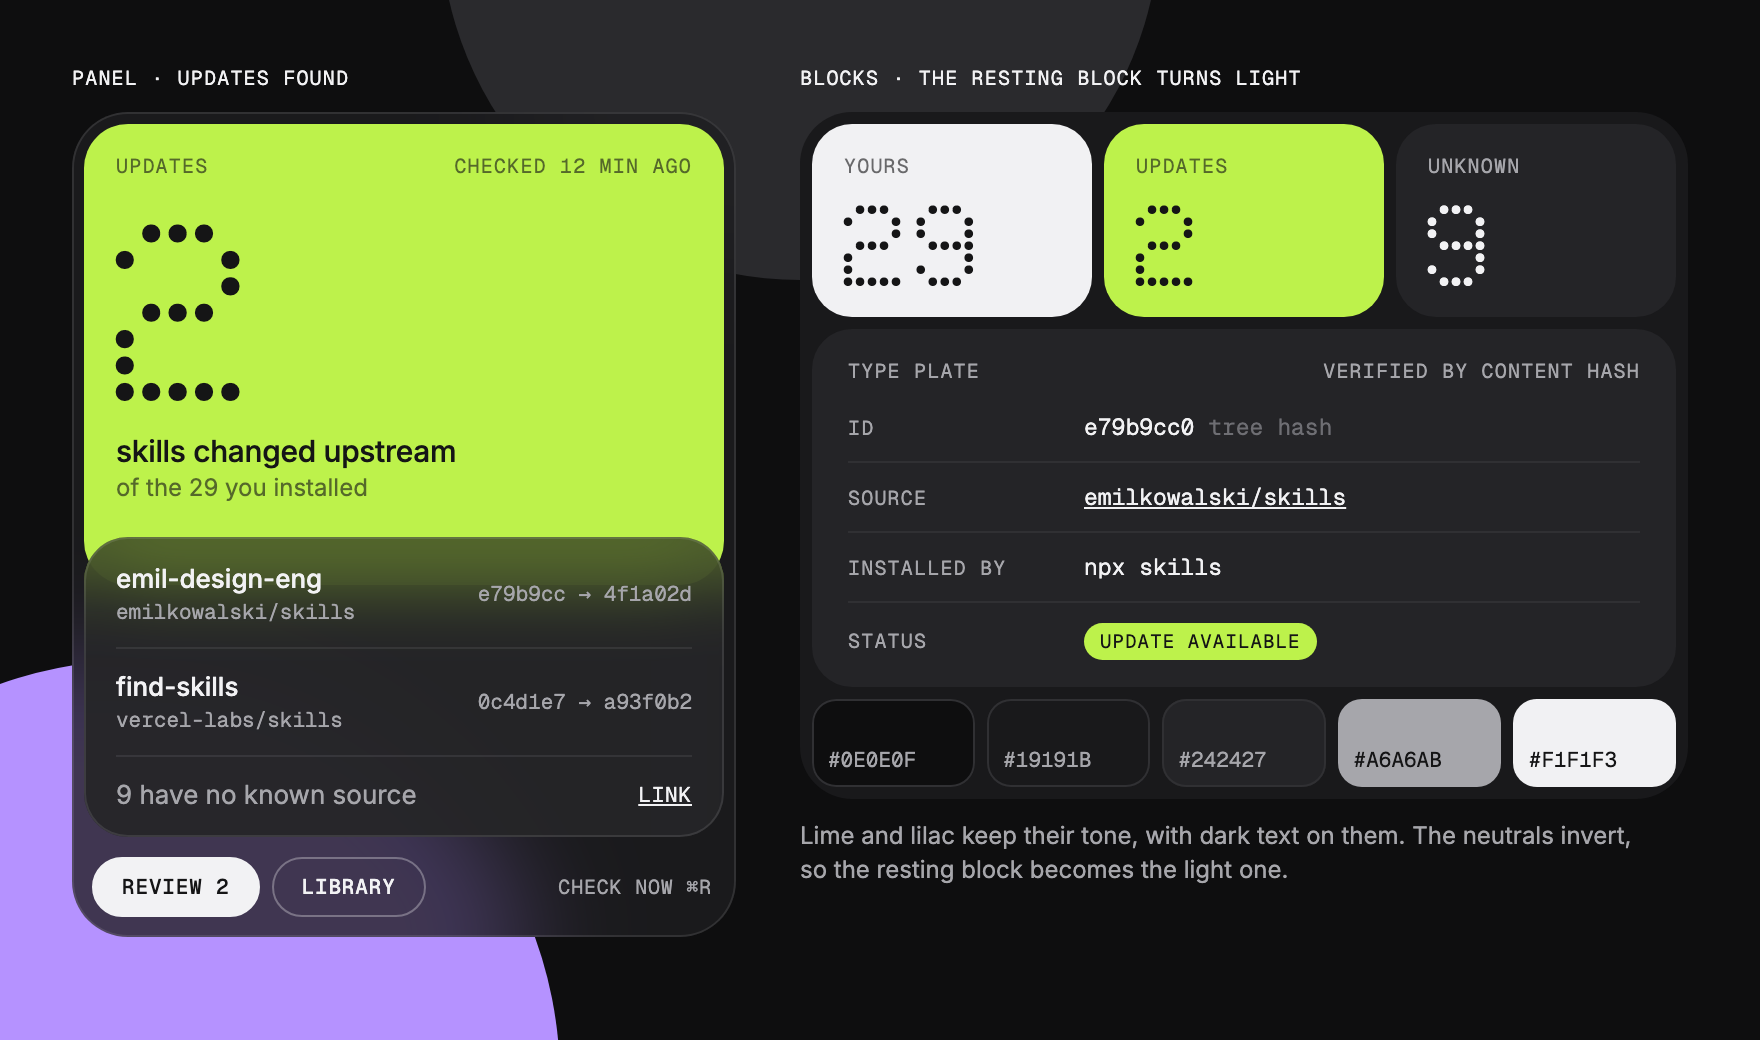 PANEL · UPDATES FOUND
UPDATES
CHECKED 12 MIN AGO
2
skills changed upstream
of the 29 you installed
emil-design-eng
emilkowalski/skills
e79b9cc → 4f1a02d
find-skills
vercel-labs/skills
0c4d1e7 → a93f0b2
9 have no known source
LINK
REVIEW 2
LIBRARY
CHECK NOW ⌘R
BLOCKS · THE RESTING BLOCK TURNS LIGHT
YOURS
29
UPDATES
2
UNKNOWN
9
TYPE PLATE
VERIFIED BY CONTENT HASH
ID
e79b9cc0 tree hash
SOURCE
emilkowalski/skills
INSTALLED BY
npx skills
STATUS
UPDATE AVAILABLE
#0E0E0F
#19191B
#242427
#A6A6AB
#F1F1F3
Lime and lilac keep their tone, with dark text on them. The neutrals invert,
so the resting block becomes the light one.